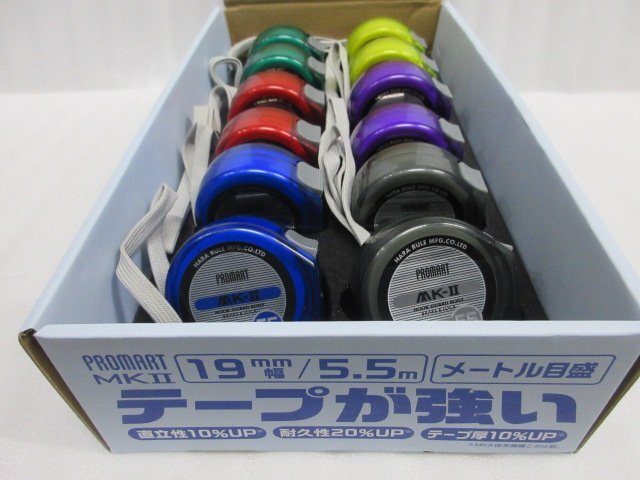 HARA RULE MFG.CO.LTD
PROMART
MK-II
HARA RULE MFG.CO.LTD
PROMART
MK-II
PROMART
MKII
19mm幅/5.5m
メートル目盛
テープが強い
直立性10%UP※
耐久性20%UP※
テープ厚10%UP※